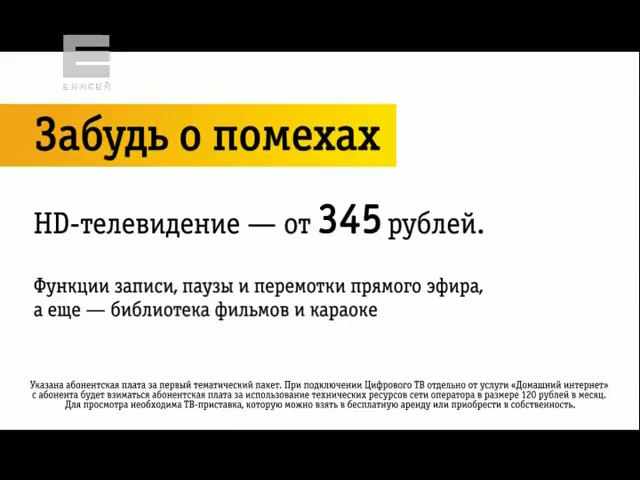 Е
ЕНИСЕЙ
Забудь о помехах
HD-телевидение — от 345 рублей.
Функции записи, паузы и перемотки прямого эфира,
а еще — библиотека фильмов и караоке
Указана абонентская плата за первый тематический пакет. При подключении Цифрового ТВ отдельно от услуги «Домашний интернет»
с абонента будет взиматься абонентская плата за использование технических ресурсов сети оператора в размере 120 рублей в месяц.
Для просмотра необходима ТВ-приставка, которую можно взять в бесплатную аренду или приобрести в собственность.